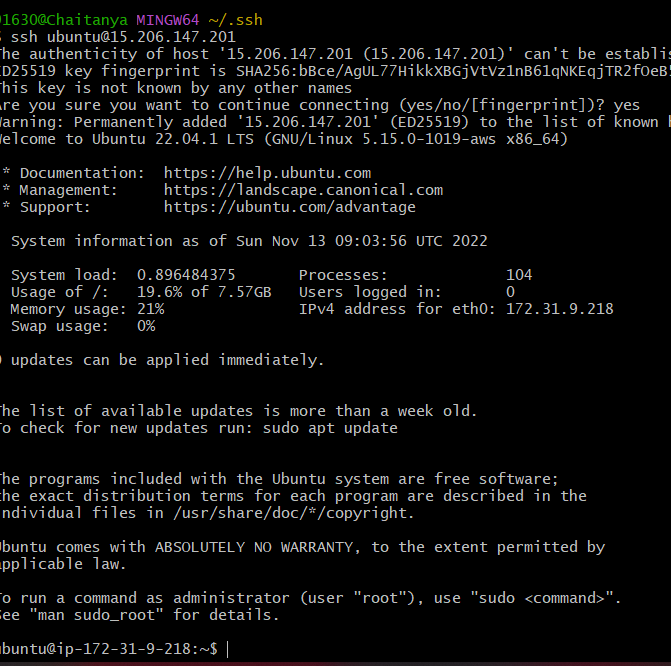 91630@Chaitanya MINGW64 ~/.ssh
$ ssh ubuntu@15.206.147.201
The authenticity of host '15.206.147.201 (15.206.147.201)' can't be establis
ED25519 key fingerprint is SHA256:bBce/AgUL77HikkXBGjVtVz1nB61qNKEqjTR2fOeB5
This key is not known by any other names
Are you sure you want to continue connecting (yes/no/[fingerprint])? yes
Warning: Permanently added '15.206.147.201' (ED25519) to the list of known h
Welcome to Ubuntu 22.04.1 LTS (GNU/Linux 5.15.0-1019-aws x86_64)
* Documentation:  https://help.ubuntu.com
* Management:     https://landscape.canonical.com
* Support:        https://ubuntu.com/advantage
System information as of Sun Nov 13 09:03:56 UTC 2022
System load:  0.896484375       Processes:             104
Usage of /:   19.6% of 7.57GB   Users logged in:       0
Memory usage: 21%               IPv4 address for eth0: 172.31.9.218
Swap usage:   0%
0 updates can be applied immediately.
The list of available updates is more than a week old.
To check for new updates run: sudo apt update
The programs included with the Ubuntu system are free software;
the exact distribution terms for each program are described in the
individual files in /usr/share/doc/*/copyright.
Ubuntu comes with ABSOLUTELY NO WARRANTY, to the extent permitted by
applicable law.
To run a command as administrator (user "root"), use "sudo <command>".
See "man sudo_root" for details.
ubuntu@ip-172-31-9-218:~$